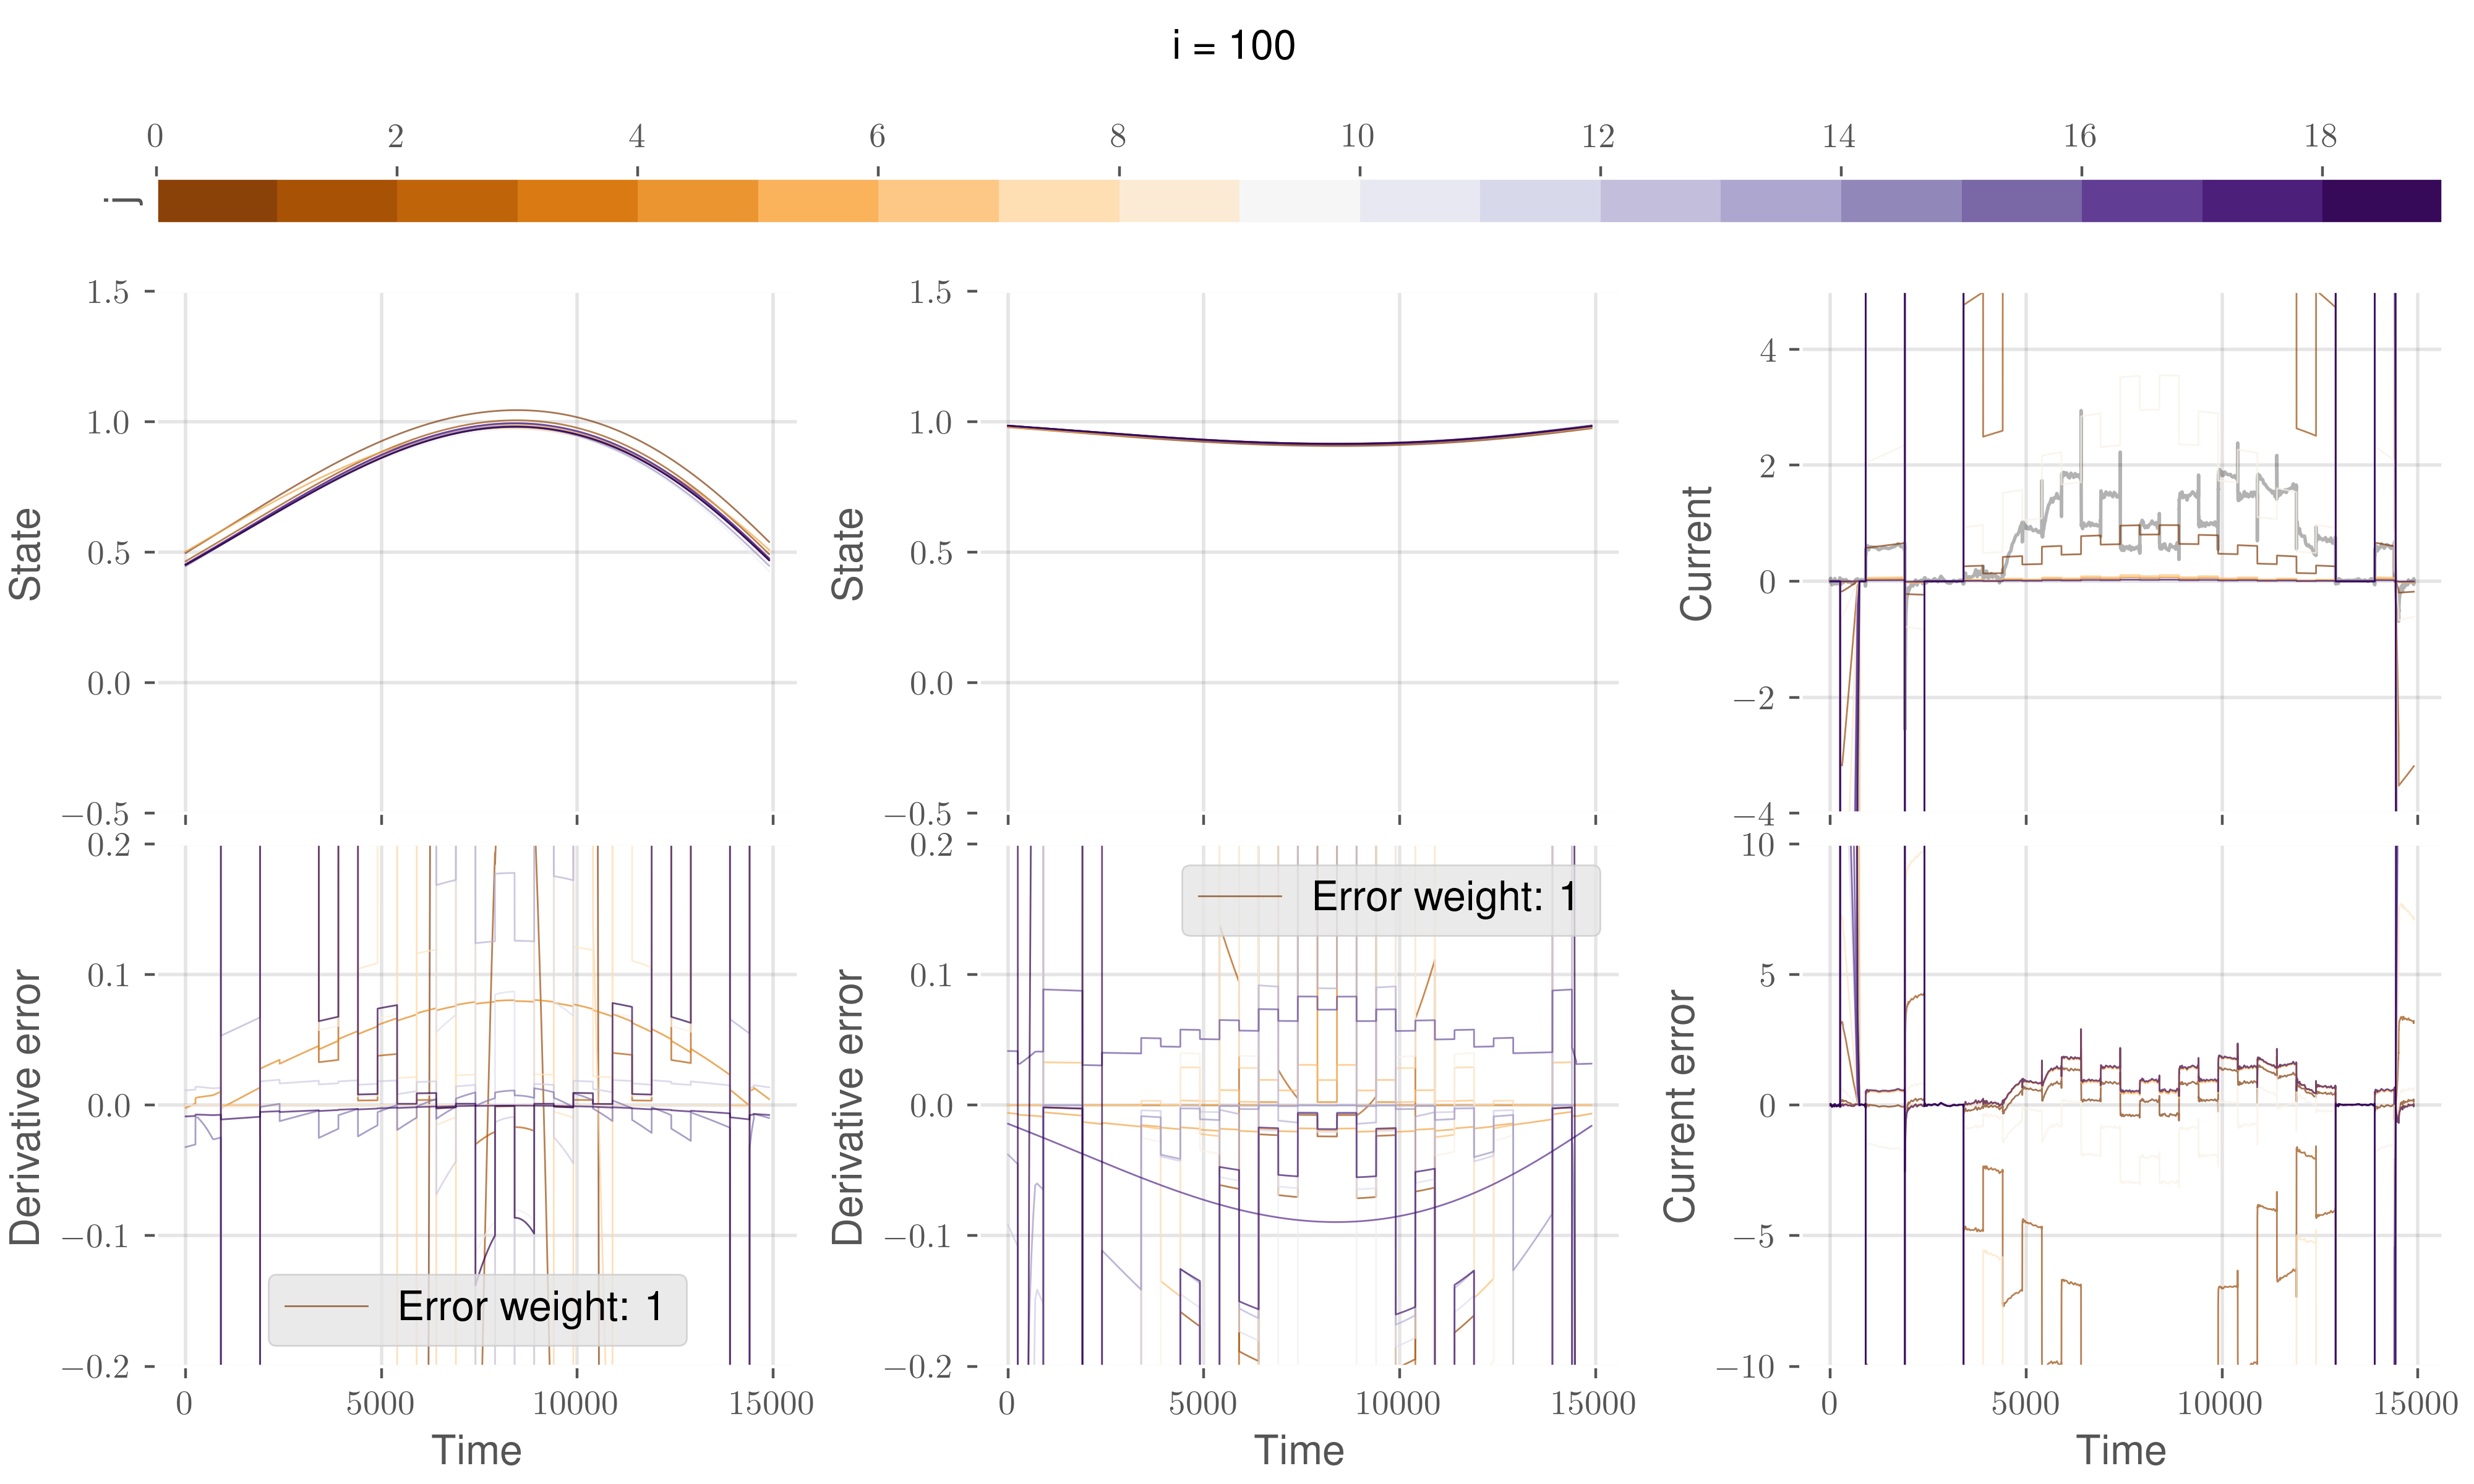 i = 100
0 2 4 6 8 10 12 14 16 18
j
1.5 1.0 0.5 0.0 −0.5
State
1.5 1.0 0.5 0.0 −0.5
State
4 2 0 −2 −4
Current
0.2 0.1 0.0 −0.1 −0.2
Derivative error
Error weight: 1
0 5000 10000 15000
Time
0.2 0.1 0.0 −0.1 −0.2
Derivative error
Error weight: 1
0 5000 10000 15000
Time
10 5 0 −5 −10
Current error
0 5000 10000 15000
Time